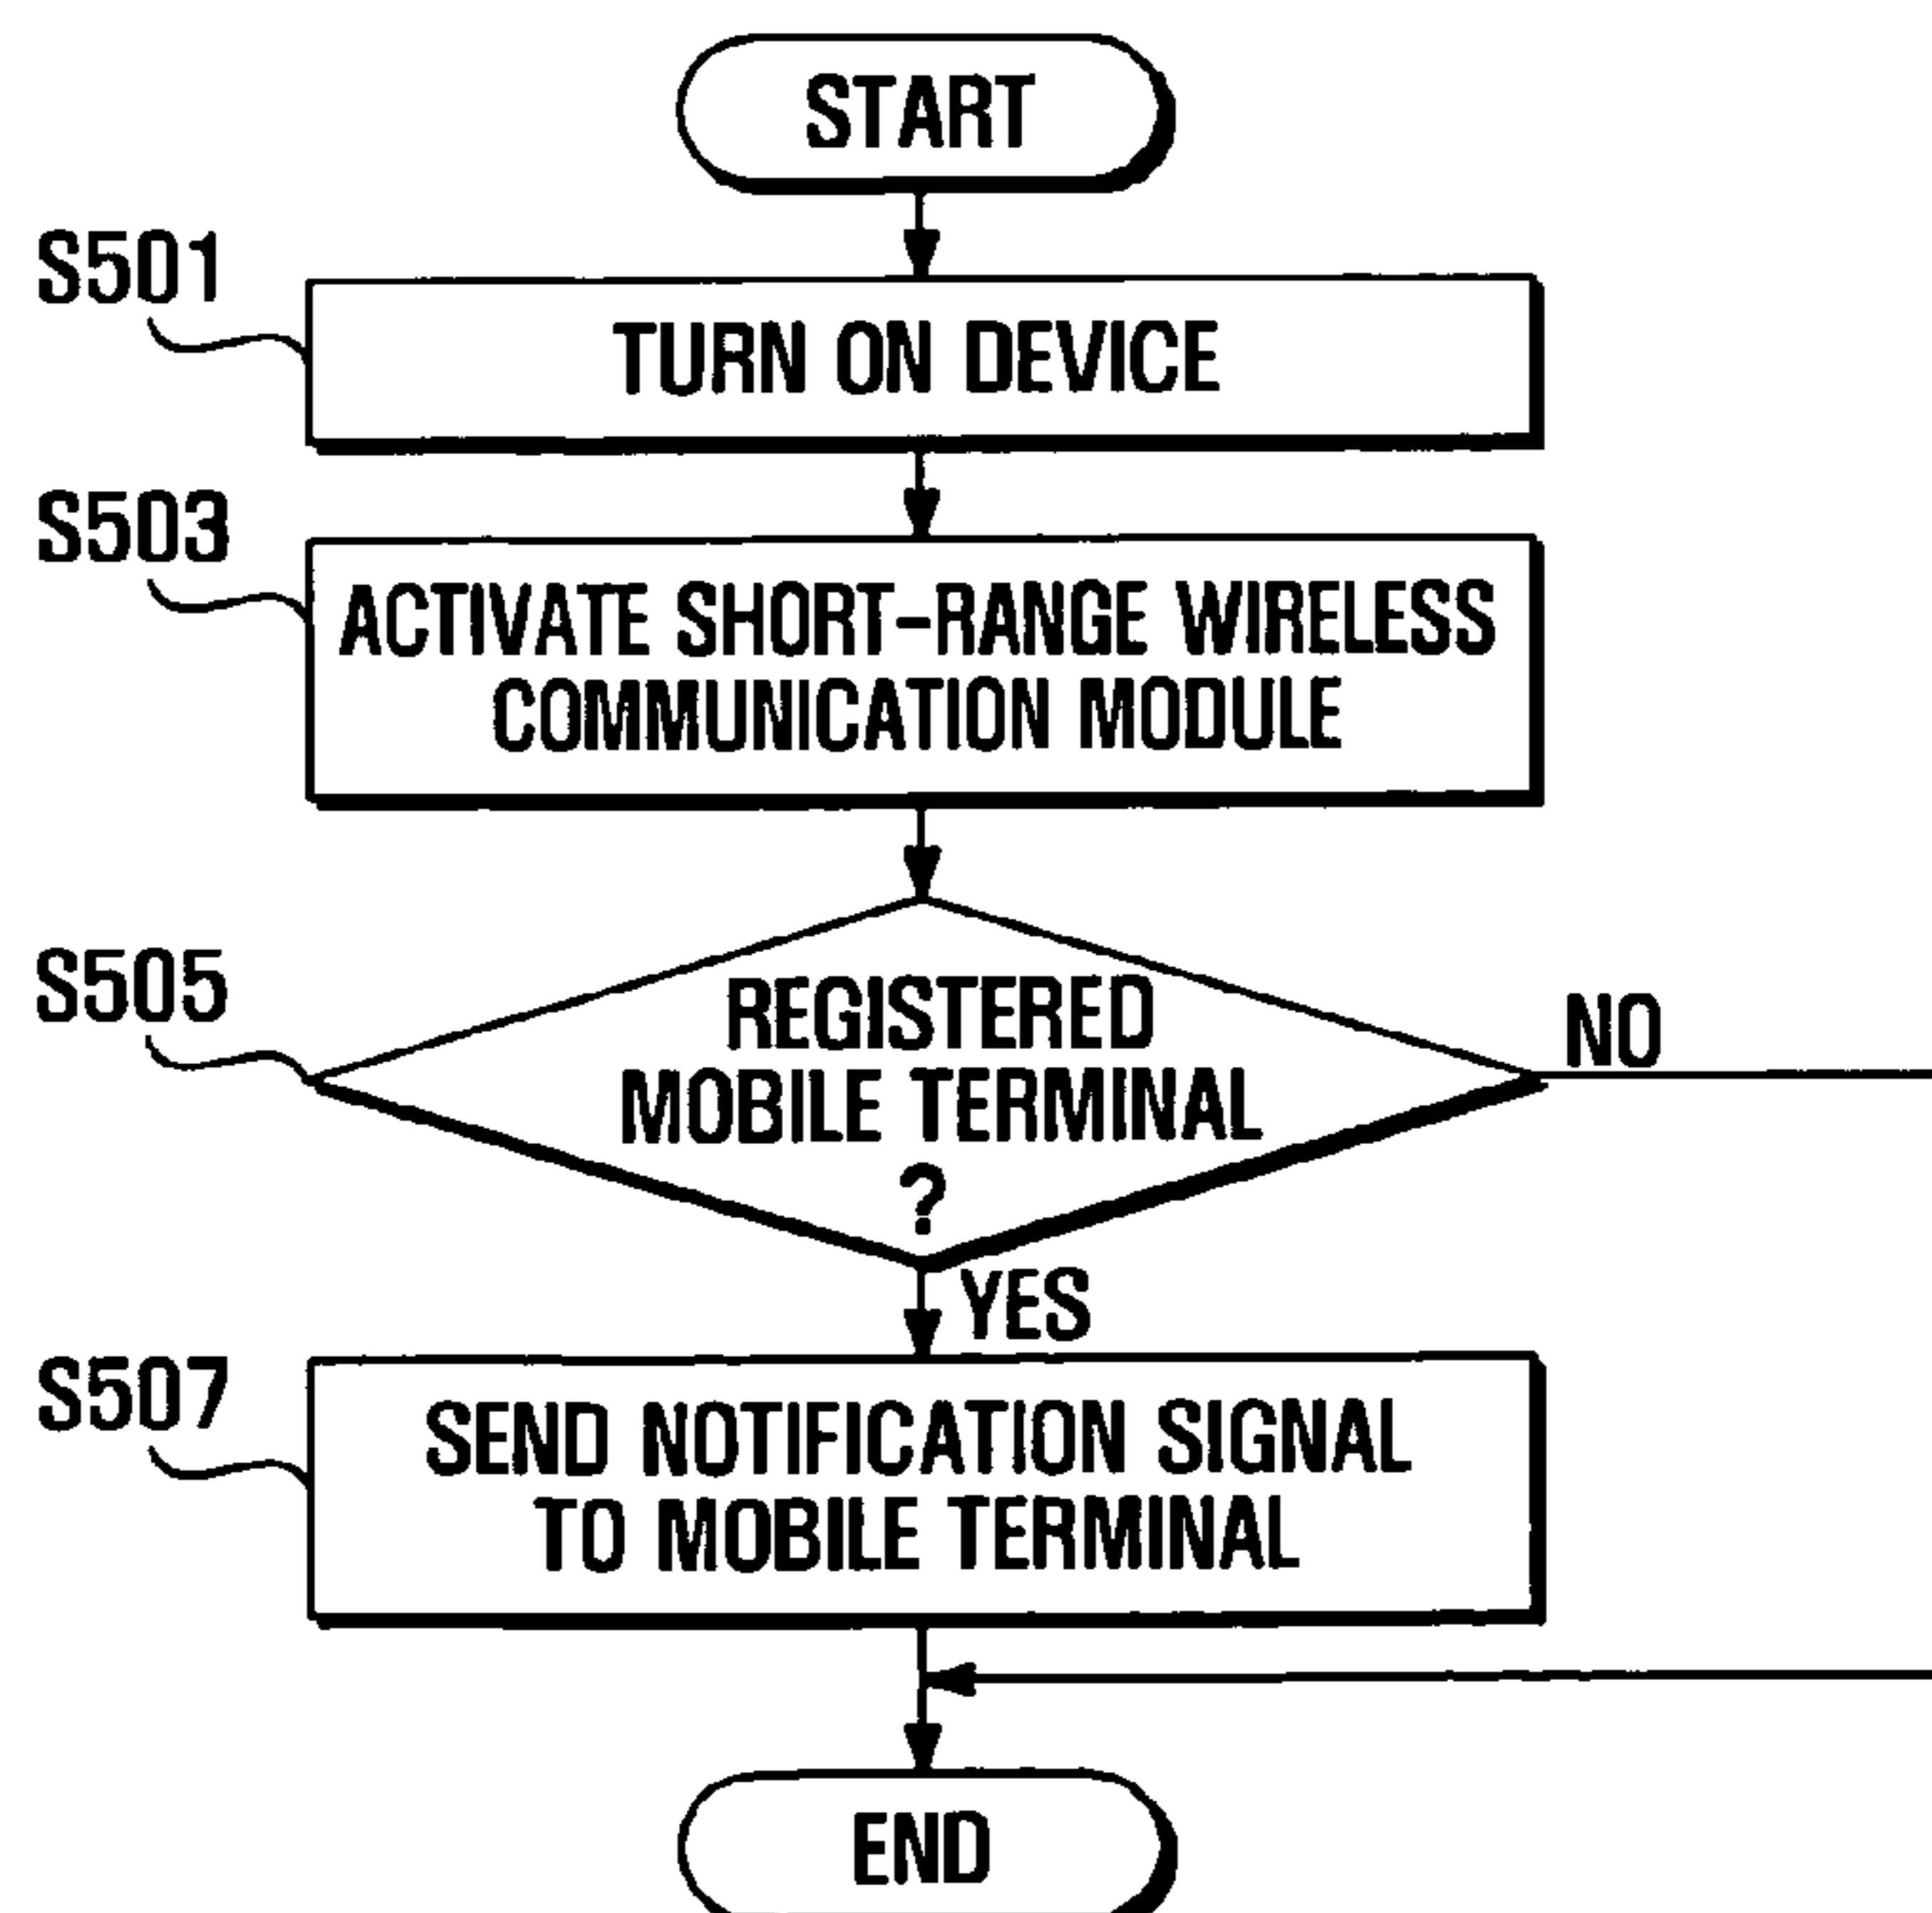 START
S501
TURN ON DEVICE
S503
ACTIVATE SHORT-RANGE WIRELESS
COMMUNICATION MODULE
S505
REGISTERED
MOBILE TERMINAL
?
NO
YES
S507
SEND NOTIFICATION SIGNAL
TO MOBILE TERMINAL
END